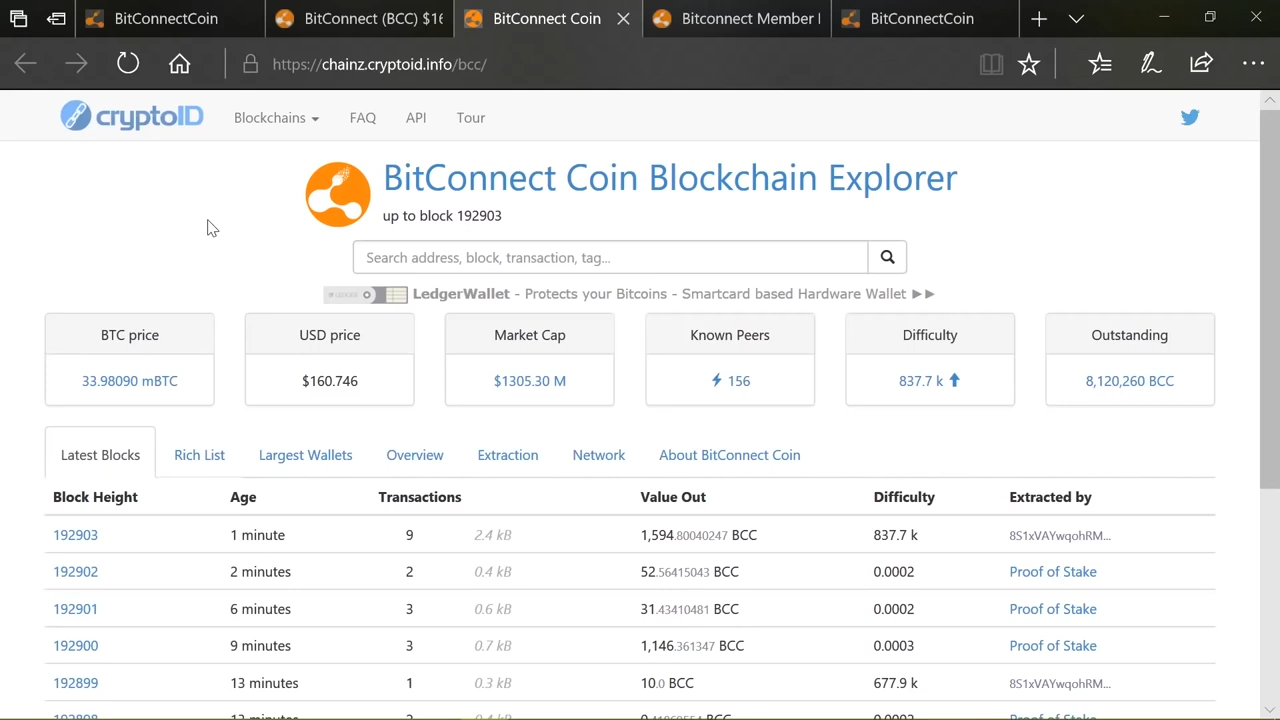 BitConnectCoin
BitConnect (BCC) $16
BitConnect Coin
Bitconnect Member
BitConnectCoin
https://chainz.cryptoid.info/bcc/
cryptoID
Blockchains
FAQ
API
Tour
BitConnect Coin Blockchain Explorer
up to block 192903
Search address, block, transaction, tag...
LedgerWallet - Protects your Bitcoins - Smartcard based Hardware Wallet ►►
BTC price
USD price
Market Cap
Known Peers
Difficulty
Outstanding
33.98090 mBTC
$160.746
$1305.30 M
156
837.7 k
8,120,260 BCC
Latest Blocks
Rich List
Largest Wallets
Overview
Extraction
Network
About BitConnect Coin
Block Height Age Transactions Value Out Difficulty Extracted by
192903 1 minute 9 2.4 kB 1,594.80040247 BCC 837.7 k 8S1xVAYwqohRM...
192902 2 minutes 2 0.4 kB 52.56415043 BCC 0.0002 Proof of Stake
192901 6 minutes 3 0.6 kB 31.43410481 BCC 0.0002 Proof of Stake
192900 9 minutes 3 0.7 kB 1,146.361347 BCC 0.0003 Proof of Stake
192899 13 minutes 1 0.3 kB 10.0 BCC 677.9 k 8S1xVAYwqohRM...